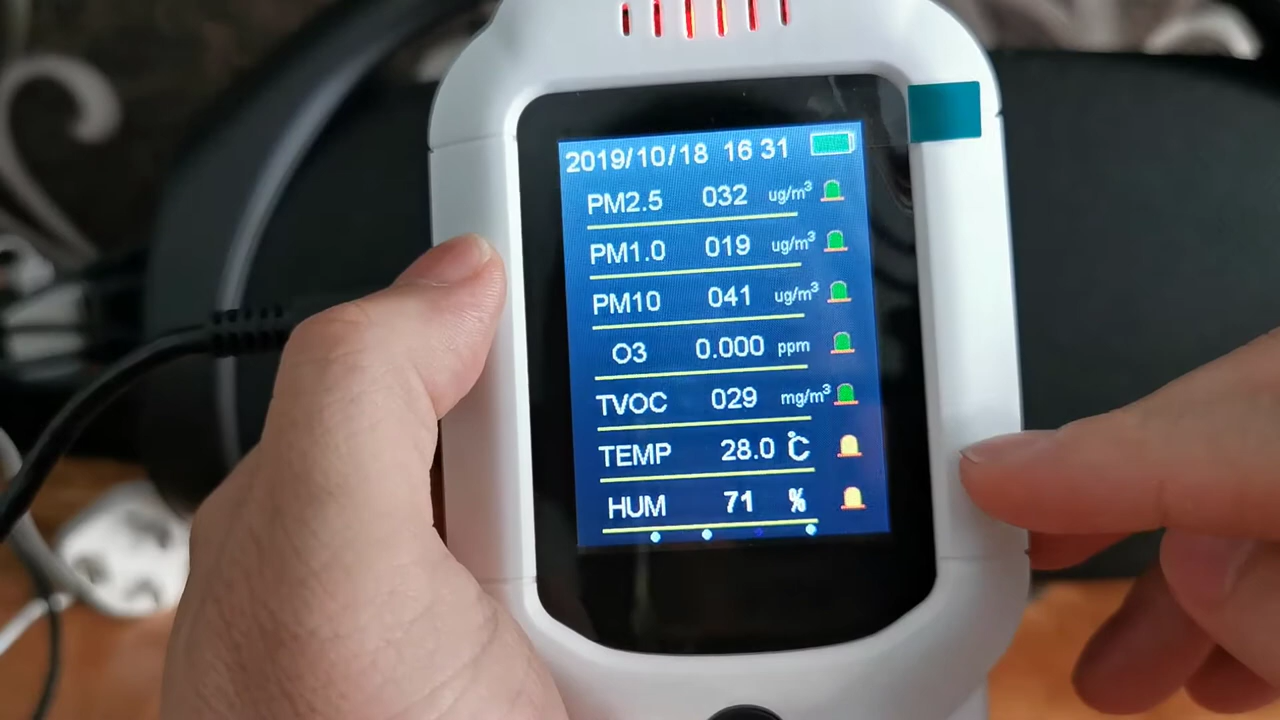 2019/10/18 16 31
PM2.5 032 ug/m³
PM1.0 019 ug/m³
PM10 041 ug/m³
O3 0.000 ppm
TVOC 029 mg/m³
TEMP 28.0 ℃
HUM 71 %